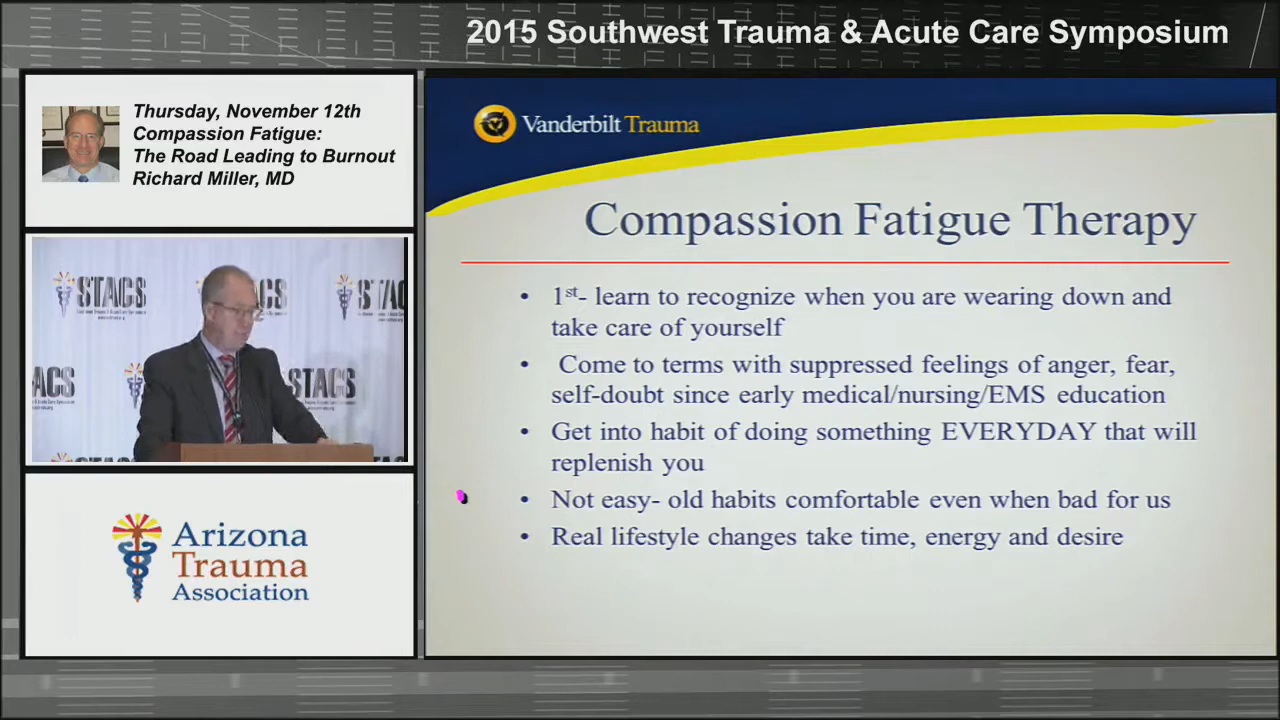 2015 Southwest Trauma & Acute Care Symposium
Thursday, November 12th
Compassion Fatigue:
The Road Leading to Burnout
Richard Miller, MD
STACS
STACS
STACS
Arizona
Trauma
Association
Vanderbilt Trauma
Compassion Fatigue Therapy
• 1st- learn to recognize when you are wearing down and
take care of yourself
• Come to terms with suppressed feelings of anger, fear,
self-doubt since early medical/nursing/EMS education
• Get into habit of doing something EVERYDAY that will
replenish you
• Not easy- old habits comfortable even when bad for us
• Real lifestyle changes take time, energy and desire